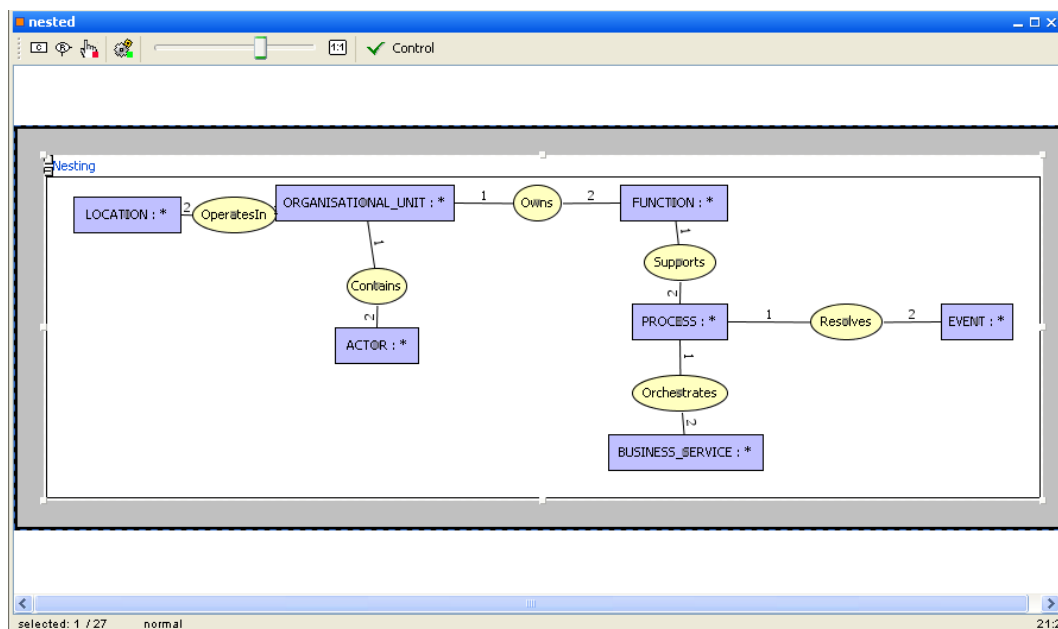 nested
1:1 Control
Nesting
LOCATION : * 2 OperatesIn ORGANISATIONAL_UNIT : * 1 Owns 2 FUNCTION : *
1 1
Contains Supports
2 2
ACTOR : * PROCESS : * 1 Resolves 2 EVENT : *
1
Orchestrates
2
BUSINESS_SERVICE : *
selected: 1 / 27 normal